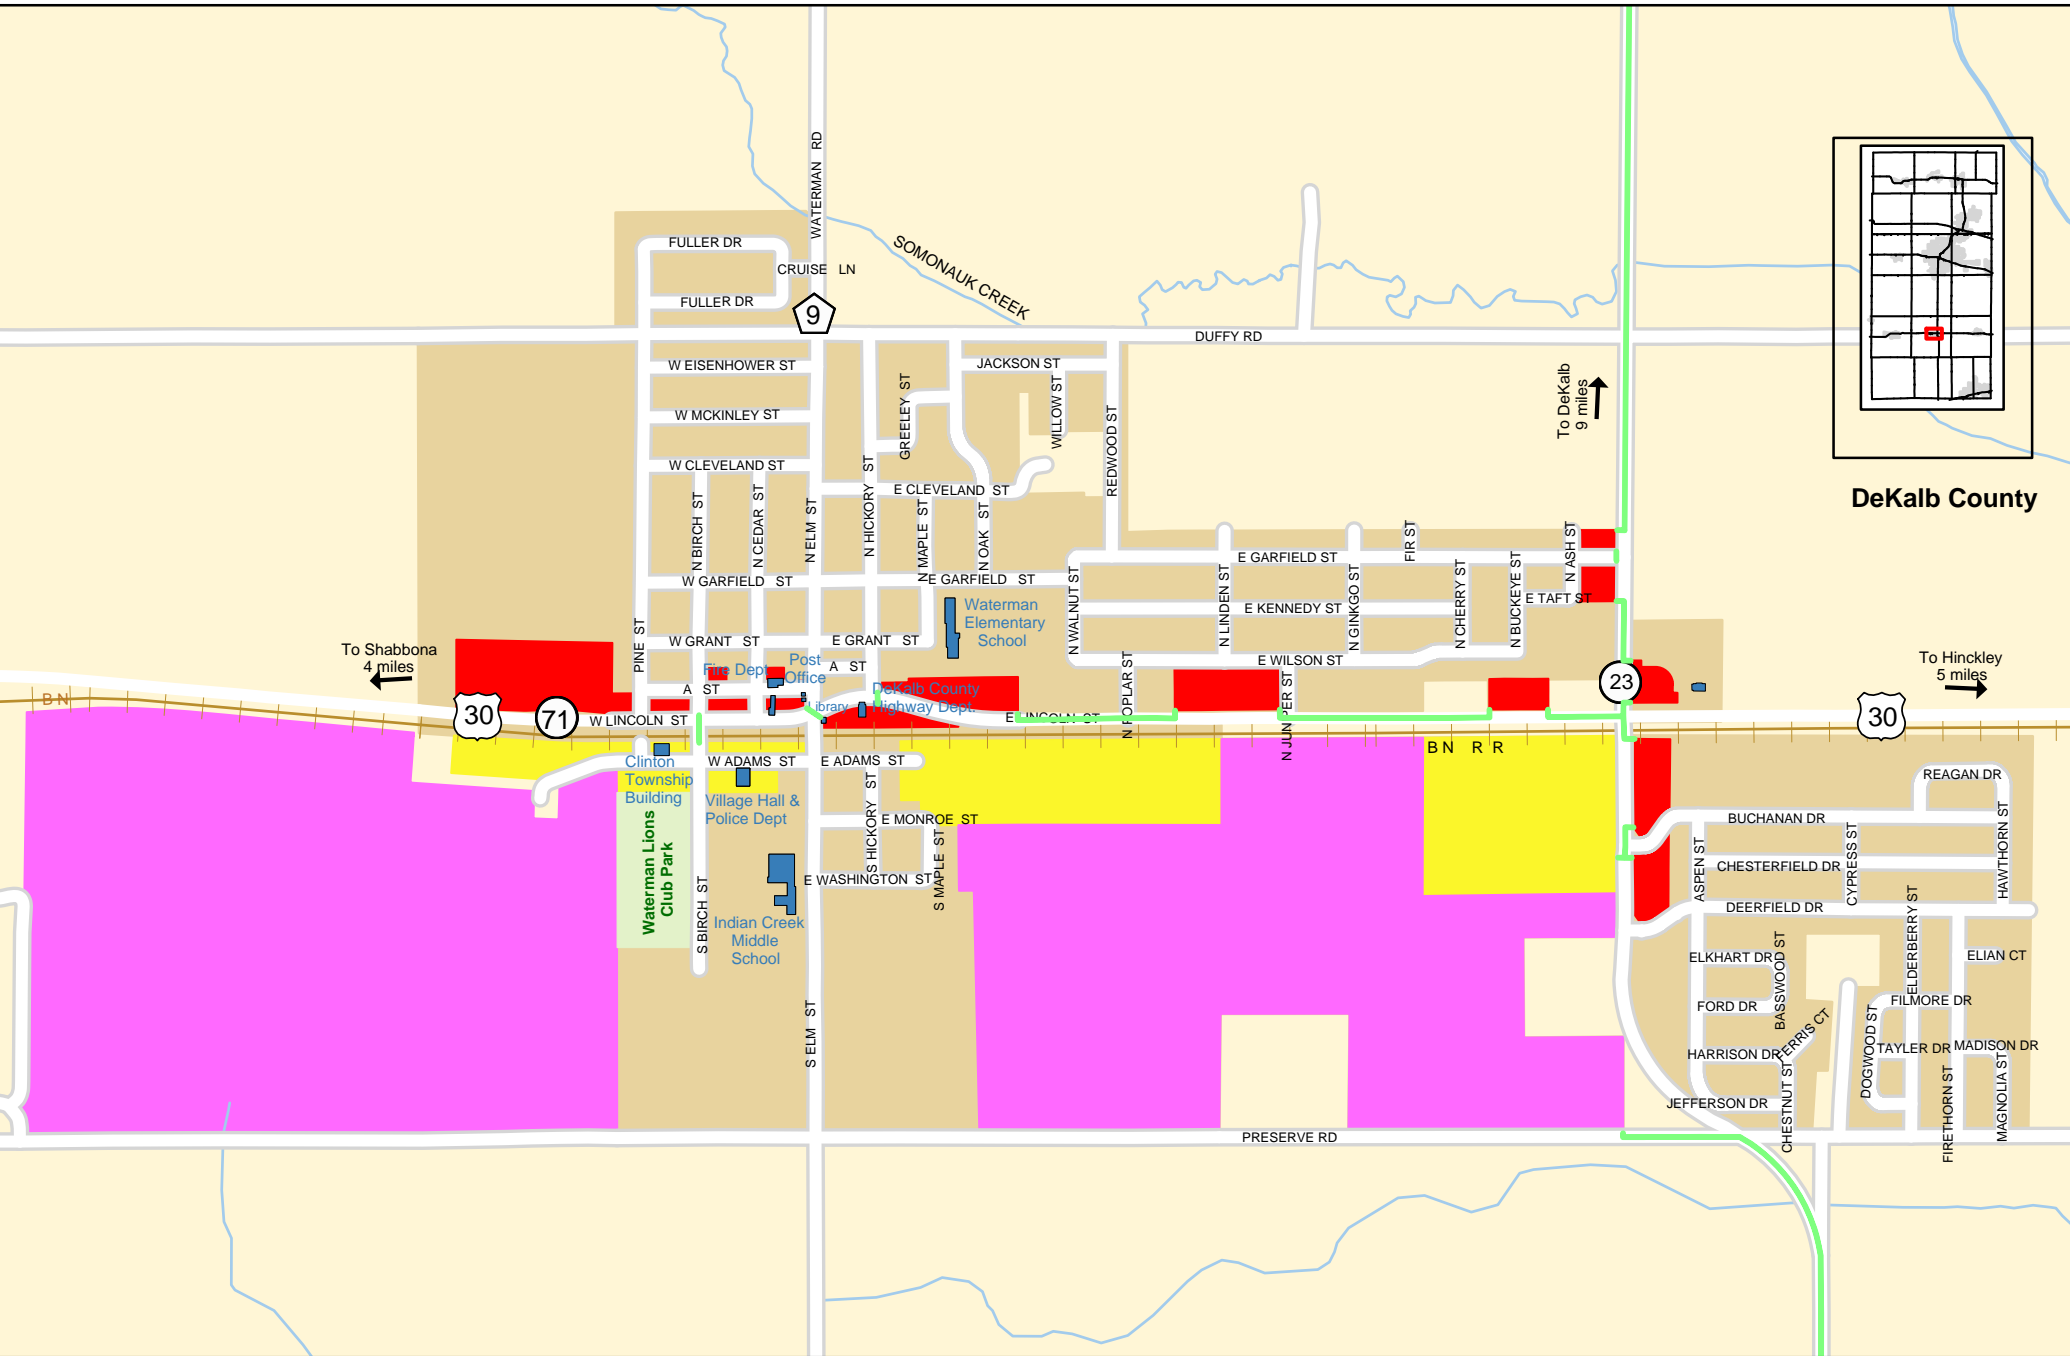 WATERMAN RD
FULLER DR
CRUISE LN
FULLER DR
SOMONAUK CREEK
9
DUFFY RD
W EISENHOWER ST
JACKSON ST
GREELEY ST
WILLOW ST
REDWOOD ST
W MCKINLEY ST
To DeKalb
9 miles
W CLEVELAND ST
E CLEVELAND ST
DeKalb County
N BIRCH ST
N CEDAR ST
N ELM ST
N HICKORY ST
N MAPLE ST
N OAK ST
W GARFIELD ST
E GARFIELD ST
E GARFIELD ST
FIR ST
N ASH ST
N WALNUT ST
N LINDEN ST
N GINKGO ST
N CHERRY ST
N BUCKEYE ST
E TAFT ST
E KENNEDY ST
Waterman
Elementary
School
PINE ST
W GRANT ST
E GRANT ST
To Shabbona
4 miles
Fire Dept
Post
Office
A ST
E WILSON ST
To Hinckley
5 miles
A ST
DeKalb County
Highway Dept.
Library
N POPLAR ST
N JUNIPER ST
23
BN
30
71
W LINCOLN ST
E LINCOLN ST
30
BN R R
Clinton
Township
Building
W ADAMS ST
E ADAMS ST
Village Hall &
Police Dept
S HICKORY ST
E MONROE ST
S MAPLE ST
REAGAN DR
BUCHANAN DR
HAWTHORN ST
CYPRESS ST
ASPEN ST
CHESTERFIELD DR
Waterman Lions
Club Park
E WASHINGTON ST
S BIRCH ST
Indian Creek
Middle
School
DEERFIELD DR
ELDERBERRY ST
ELKHART DR
BASSWOOD ST
ELIAN CT
FORD DR
FILMORE DR
S ELM ST
FERRIS CT
DOGWOOD ST
HARRISON DR
TAYLER DR
MADISON DR
CHESTNUT ST
FIRETHORN ST
MAGNOLIA ST
JEFFERSON DR
PRESERVE RD